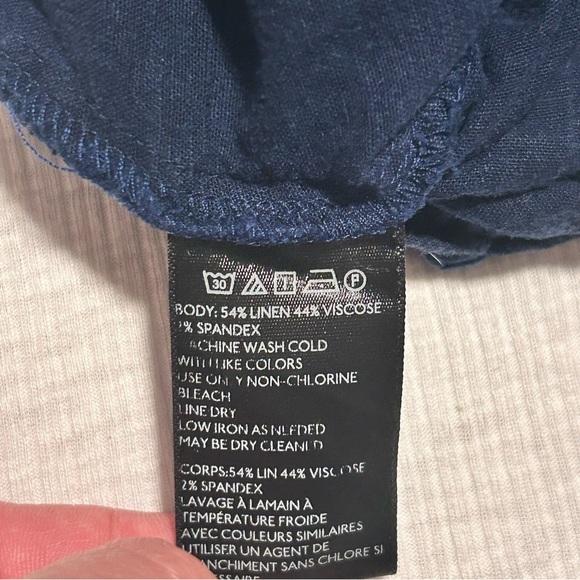 30 P
BODY: 54% LINEN 44% VISCOSE
2% SPANDEX
MACHINE WASH COLD
WITH LIKE COLORS
USE ONLY NON-CHLORINE
BLEACH
LINE DRY
LOW IRON AS NEEDED
MAY BE DRY CLEANED
CORPS:54% LIN 44% VISCOSE
2% SPANDEX
LAVAGE À LAMAIN À
TEMPÉRATURE FROIDE
AVEC COULEURS SIMILAIRES
UTILISER UN AGENT DE
BLANCHIMENT SANS CHLORE SI